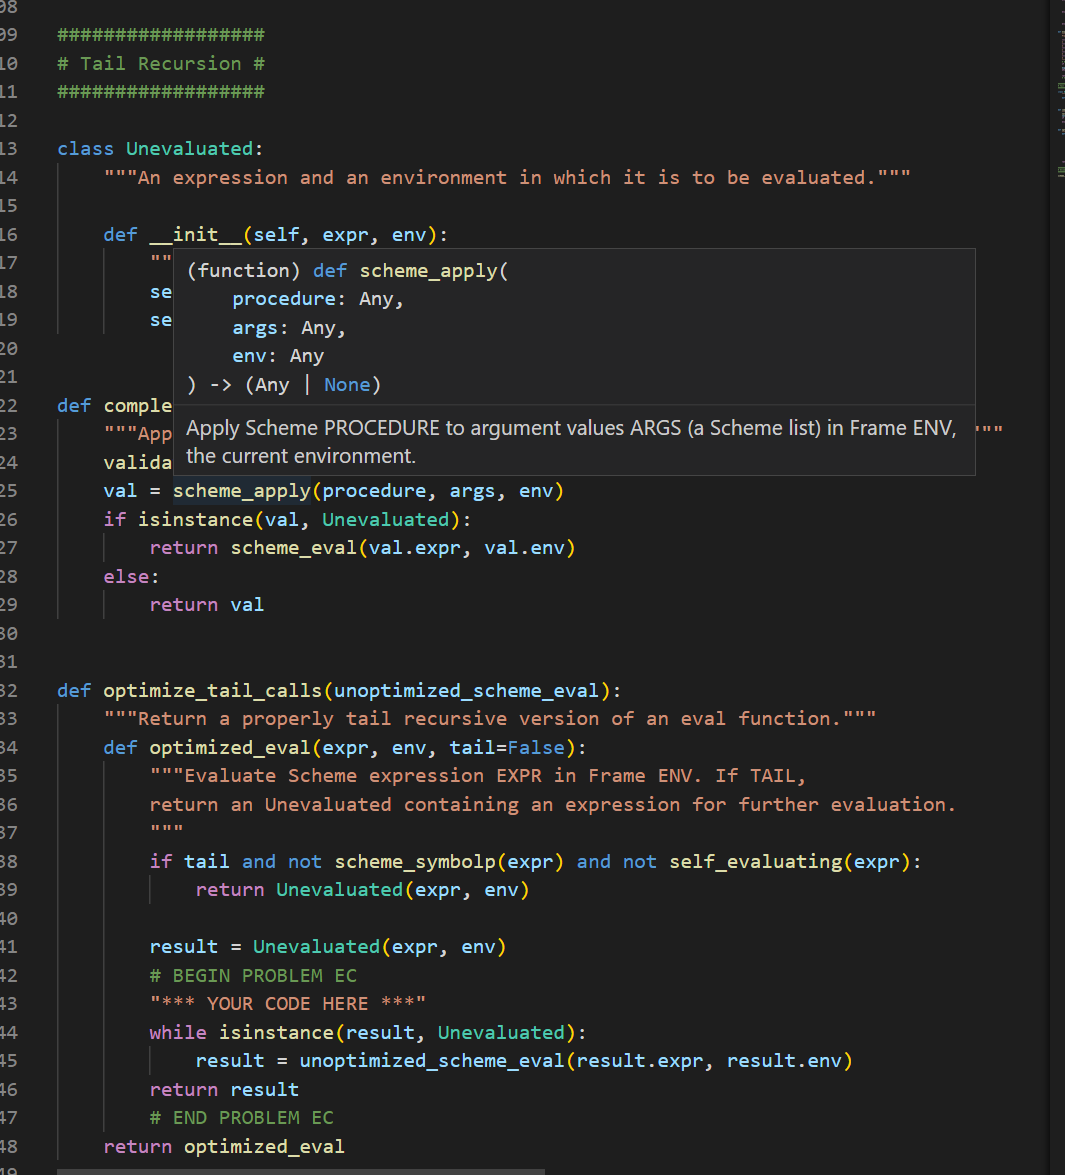 08
09 ##################
10 # Tail Recursion #
11 ##################
12
13 class Unevaluated:
14 """An expression and an environment in which it is to be evaluated."""
15
16 def __init__(self, expr, env):
17 ""
18 se
19 se
20
21
22 def comple
23 """App """
24 valida
25 val = scheme_apply(procedure, args, env)
26 if isinstance(val, Unevaluated):
27 return scheme_eval(val.expr, val.env)
28 else:
29 return val
30
31
32 def optimize_tail_calls(unoptimized_scheme_eval):
33 """Return a properly tail recursive version of an eval function."""
34 def optimized_eval(expr, env, tail=False):
35 """Evaluate Scheme expression EXPR in Frame ENV. If TAIL,
36 return an Unevaluated containing an expression for further evaluation.
37 """
38 if tail and not scheme_symbolp(expr) and not self_evaluating(expr):
39 return Unevaluated(expr, env)
40
41 result = Unevaluated(expr, env)
42 # BEGIN PROBLEM EC
43 "*** YOUR CODE HERE ***"
44 while isinstance(result, Unevaluated):
45 result = unoptimized_scheme_eval(result.expr, result.env)
46 return result
47 # END PROBLEM EC
48 return optimized_eval
49
(function) def scheme_apply(
procedure: Any,
args: Any,
env: Any
) -> (Any | None)
Apply Scheme PROCEDURE to argument values ARGS (a Scheme list) in Frame ENV,
the current environment.